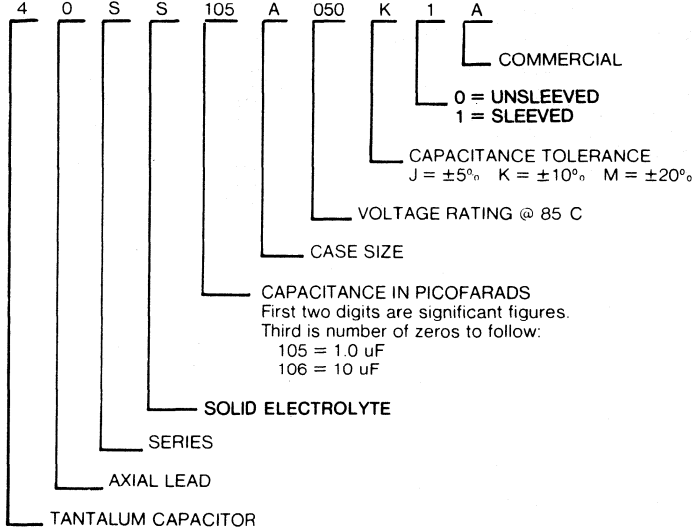 4 0 S S 105 A 050 K 1 A
COMMERCIAL
0 = UNSLEEVED
1 = SLEEVED
CAPACITANCE TOLERANCE
J = ±5% K = ±10% M = ±20%
VOLTAGE RATING @ 85 C
CASE SIZE
CAPACITANCE IN PICOFARADS
First two digits are significant figures.
Third is number of zeros to follow:
105 = 1.0 uF
106 = 10 uF
SOLID ELECTROLYTE
SERIES
AXIAL LEAD
TANTALUM CAPACITOR